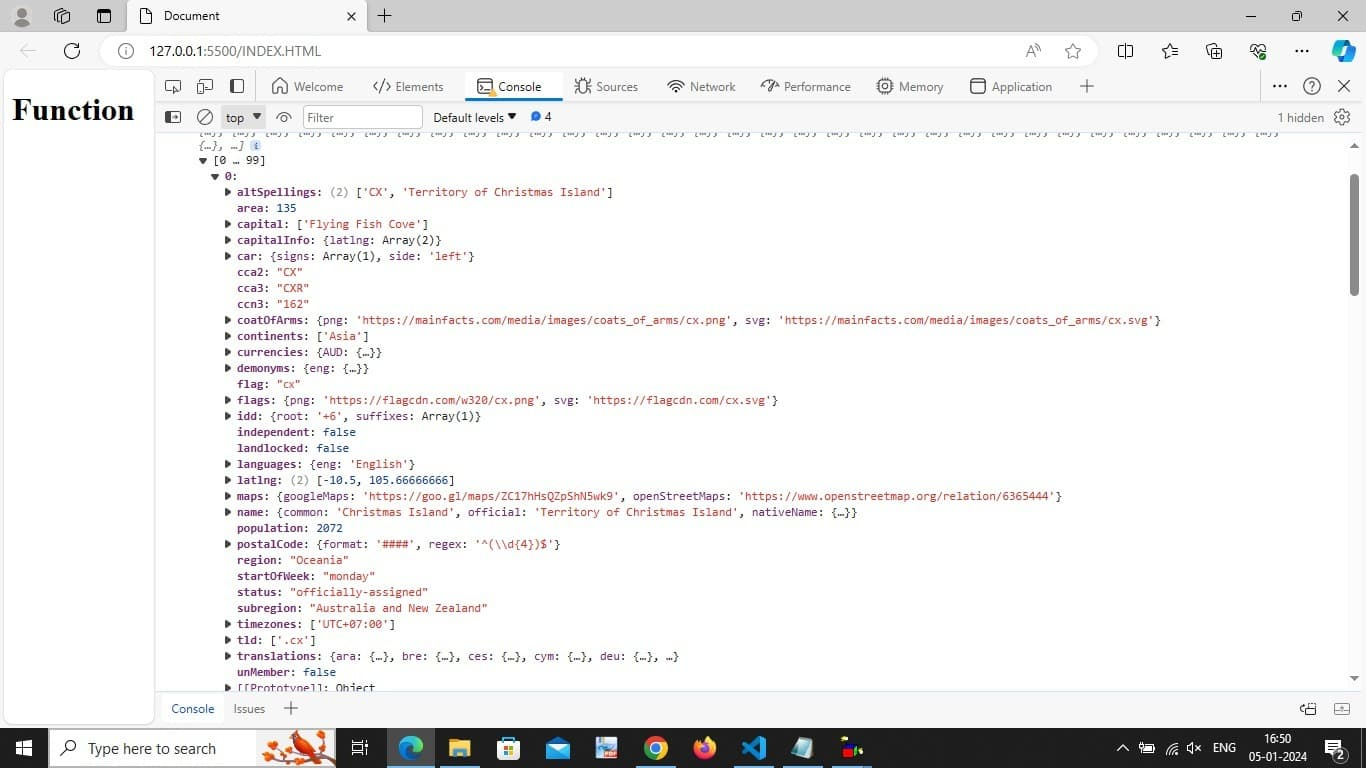 Document
127.0.0.1:5500/INDEX.HTML
Function
Welcome
Elements
Console
Sources
Network
Performance
Memory
Application
top
Filter
Default levels
4
1 hidden
{…}, …]
[0 … 99]
0:
altSpellings: (2) ['CX', 'Territory of Christmas Island']
area: 135
capital: ['Flying Fish Cove']
capitalInfo: {latlng: Array(2)}
car: {signs: Array(1), side: 'left'}
cca2: "CX"
cca3: "CXR"
ccn3: "162"
coatOfArms: {png: 'https://mainfacts.com/media/images/coats_of_arms/cx.png', svg: 'https://mainfacts.com/media/images/coats_of_arms/cx.svg'}
continents: ['Asia']
currencies: {AUD: {…}}
demonyms: {eng: {…}}
flag: "cx"
flags: {png: 'https://flagcdn.com/w320/cx.png', svg: 'https://flagcdn.com/cx.svg'}
idd: {root: '+6', suffixes: Array(1)}
independent: false
landlocked: false
languages: {eng: 'English'}
latlng: (2) [-10.5, 105.66666666]
maps: {googleMaps: 'https://goo.gl/maps/ZC17hHsQZpShN5wk9', openStreetMaps: 'https://www.openstreetmap.org/relation/6365444'}
name: {common: 'Christmas Island', official: 'Territory of Christmas Island', nativeName: {…}}
population: 2072
postalCode: {format: '####', regex: '^(\\d{4})$'}
region: "Oceania"
startOfWeek: "monday"
status: "officially-assigned"
subregion: "Australia and New Zealand"
timezones: ['UTC+07:00']
tld: ['.cx']
translations: {ara: {…}, bre: {…}, ces: {…}, cym: {…}, deu: {…}, …}
unMember: false
[[Prototype]]: Object
Console
Issues
Type here to search
ENG
16:50
05-01-2024
2